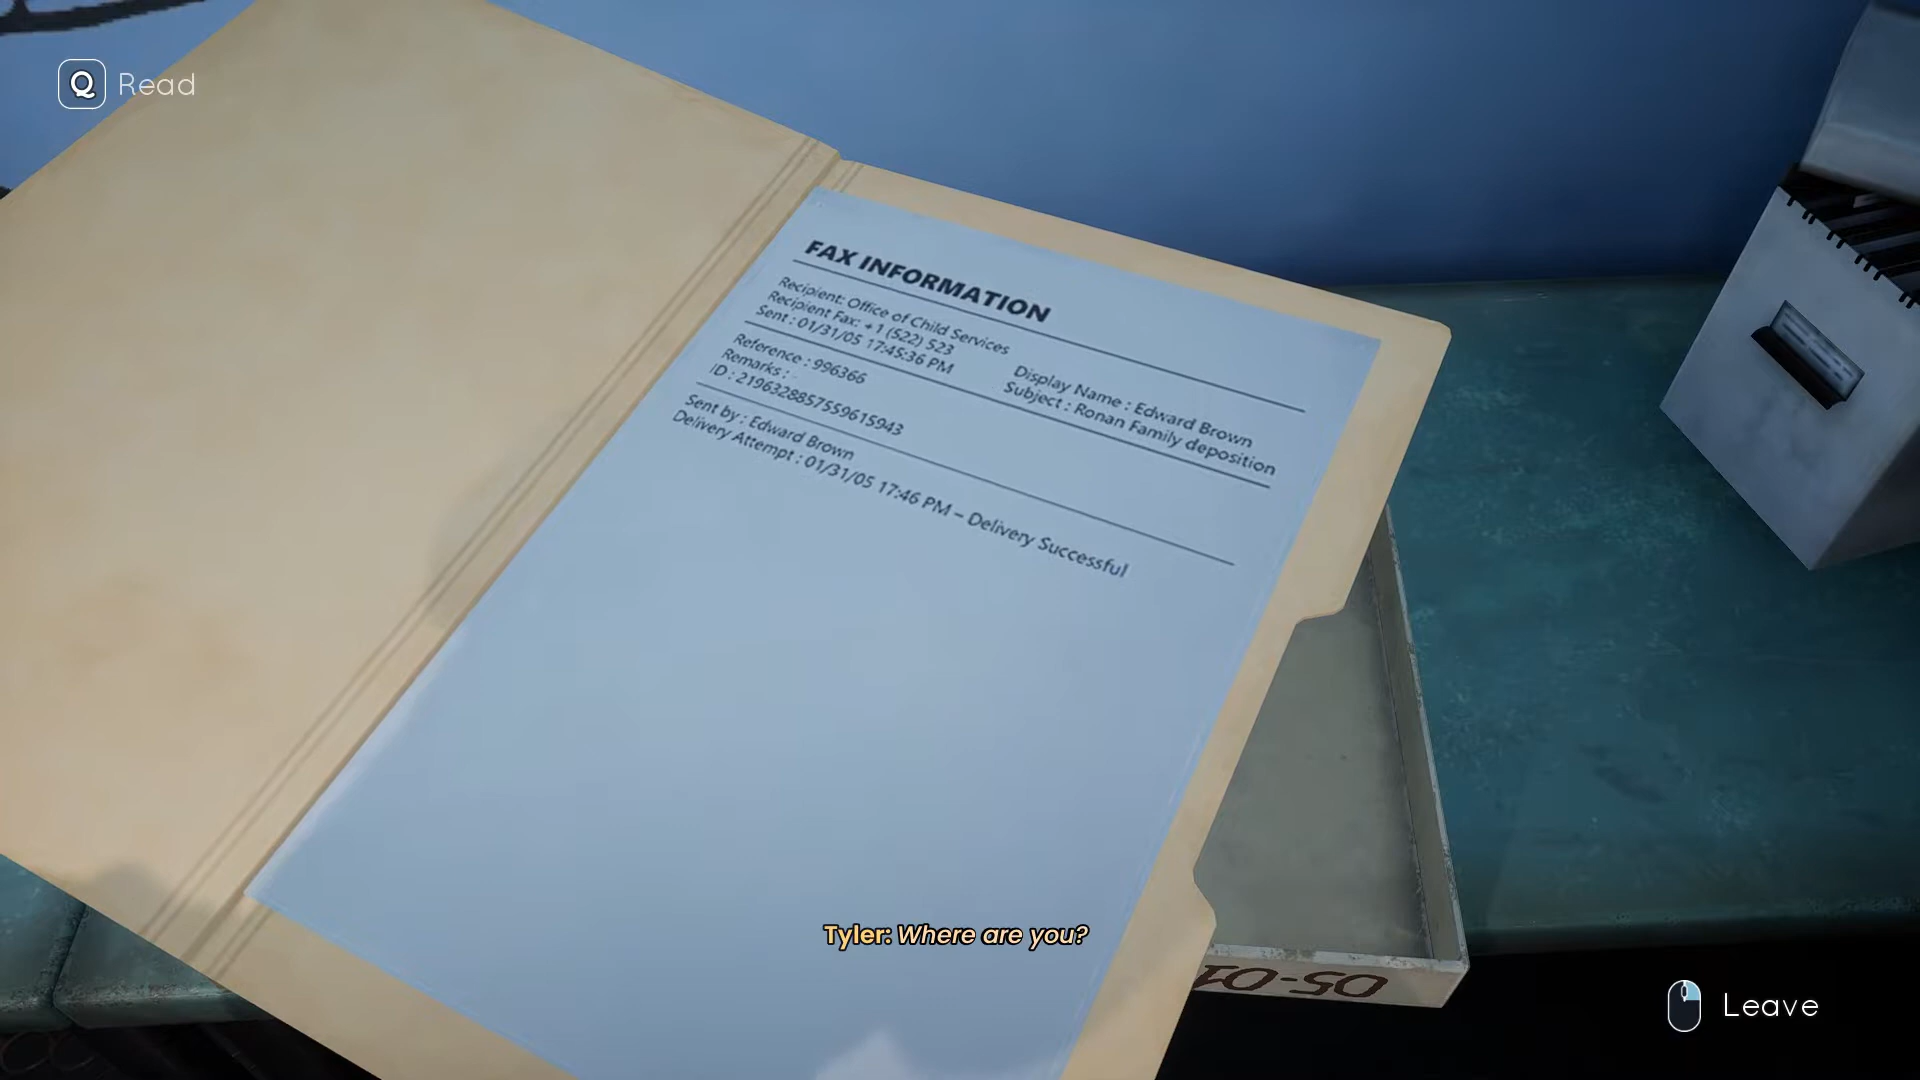 Q Read
FAX INFORMATION
Recipient: Office of Child Services
Recipient Fax: +1 (522) 523
Sent : 01/31/05 17:45:36 PM
Display Name : Edward Brown
Subject : Ronan Family deposition
Reference : 996366
Remarks : -
ID : 2196328857559615943
Sent by : Edward Brown
Delivery Attempt : 01/31/05 17:46 PM – Delivery Successful
Tyler: Where are you?
Leave